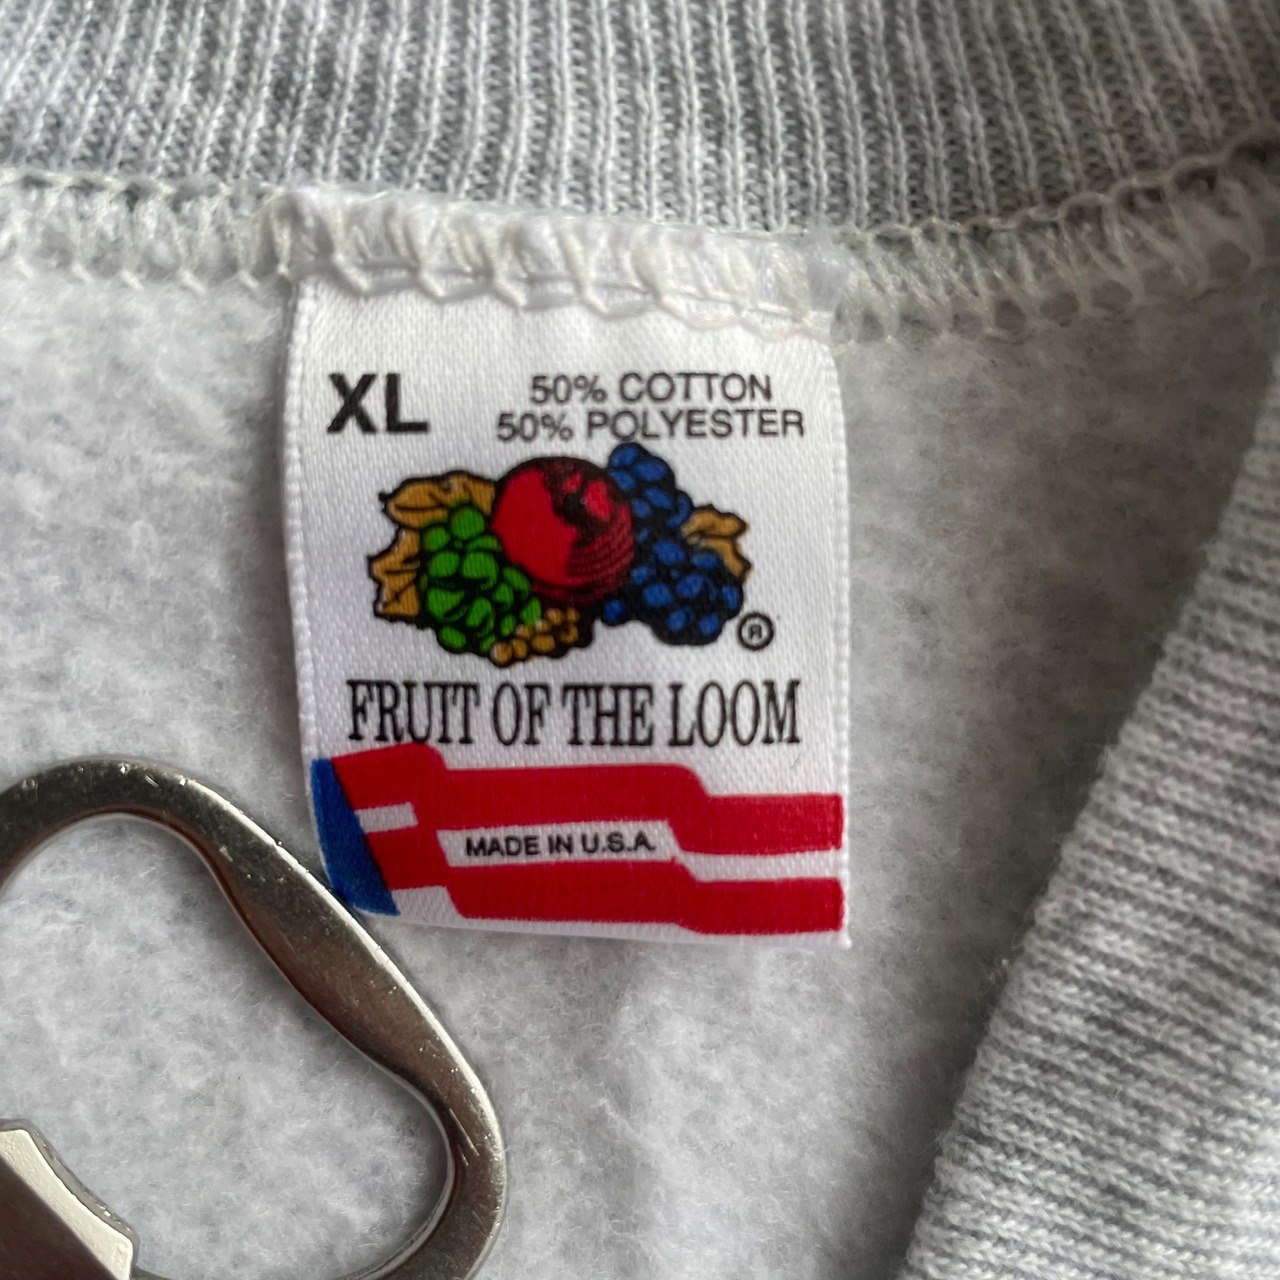 XL
50% COTTON
50% POLYESTER
®
FRUIT OF THE LOOM
MADE IN U.S.A.